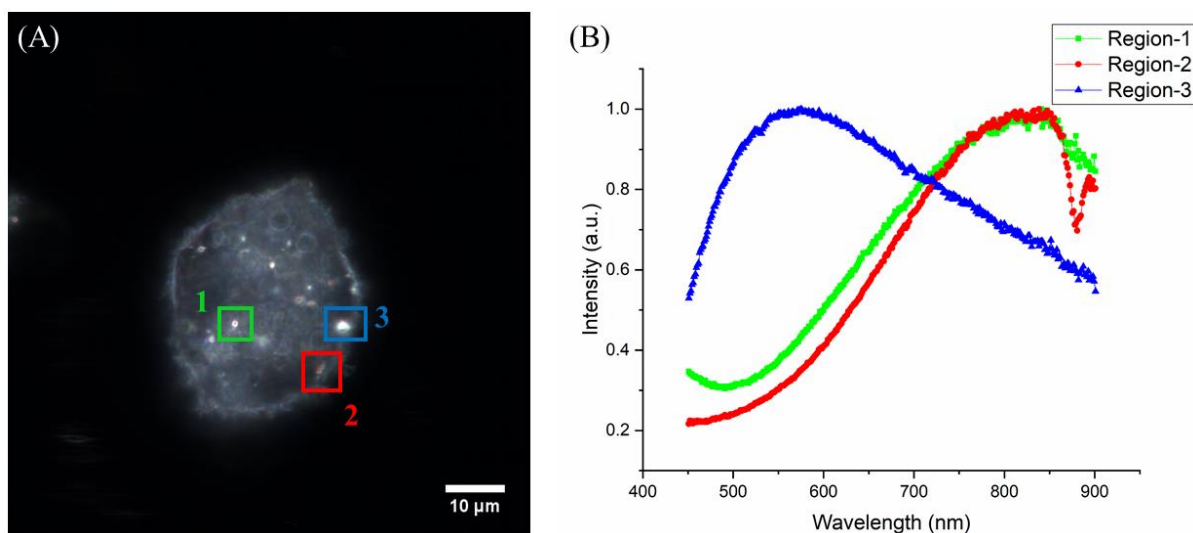 (A)
1
3
2
10 µm
(B)
Region-1
Region-2
Region-3
1.0
0.8
0.6
0.4
0.2
Intensity (a.u.)
400 500 600 700 800 900
Wavelength (nm)